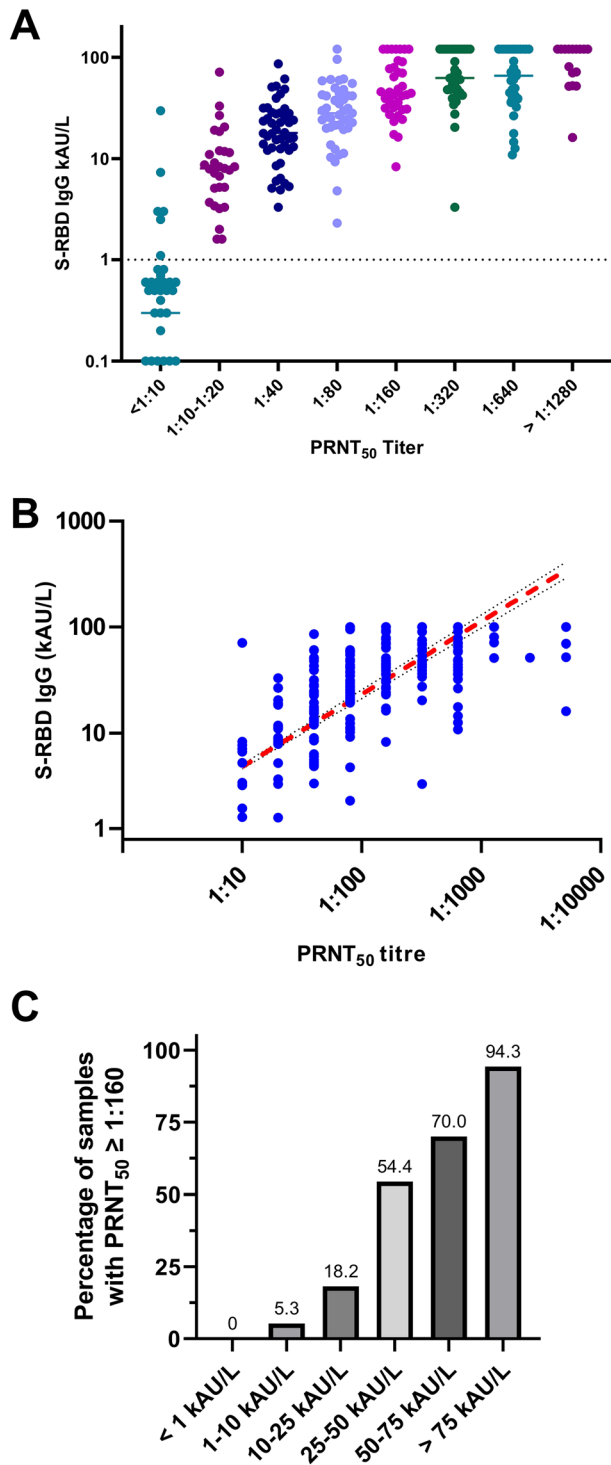 A
S-RBD IgG kAU/L
100
10
1
0.1
<1:10
1:10-1:20
1:40
1:80
1:160
1:320
1:640
> 1:1280
PRNT50 Titer
B
S-RBD IgG (kAU/L)
1000
100
10
1
1:10
1:100
1:1000
1:10000
PRNT50 titre
C
Percentage of samples
with PRNT50 ≥ 1:160
100
75
50
25
0
0
5.3
18.2
54.4
70.0
94.3
< 1 kAU/L
1-10 kAU/L
10-25 kAU/L
25-50 kAU/L
50-75 kAU/L
> 75 kAU/L